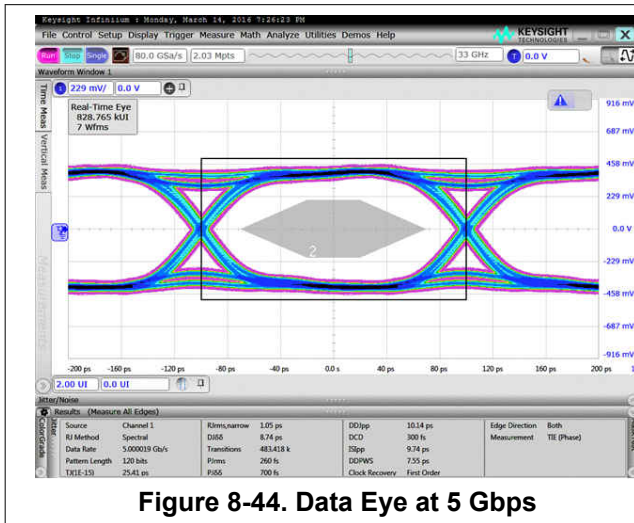 Keysight Infiniium : Monday, March 14, 2016 7:26:23 PM
File Control Setup Display Trigger Measure Math Analyze Utilities Demos Help
KEYSIGHT
TECHNOLOGIES
Run Stop Single 80.0 GSa/s 2.03 Mpts 33 GHz T 0.0 V
Waveform Window 1
Time Meas
Vertical Meas
Measurements
1 229 mV/ 0.0 V
Real-Time Eye
828.765 kUI
7 Wfms
916 mV
687 mV
458 mV
229 mV
0.0 V
-229 mV
-458 mV
-687 mV
-916 mV
2
-200 ps -160 ps -120 ps -80 ps -40 ps 0.0 s 40 ps 80 ps 120 ps 160 ps 200 ps
2.00 UI 0.0 UI
Jitter/Noise
Results (Measure All Edges)
ColorGrade
Jitter
Source Channel 1 RJrms,narrow 1.05 ps DDJpp 10.14 ps Edge Direction Both
RJ Method Spectral DJδδ 8.74 ps DCD 300 fs Measurement TIE (Phase)
Data Rate 5.000019 Gb/s Transitions 483.418 k ISIpp 9.74 ps
Pattern Length 120 bits PJrms 260 fs DDPWS 7.55 ps
TJ(1E-15) 25.41 ps PJδδ 700 fs Clock Recovery First Order
Figure 8-44. Data Eye at 5 Gbps